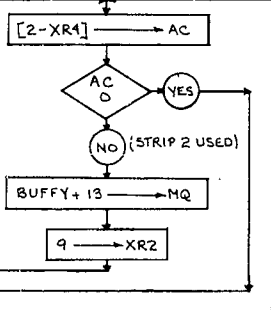 [2-XR4] → AC
AC
0
YES
NO
(STRIP 2 USED)
BUFFY + 13 → MQ
9 → XR2